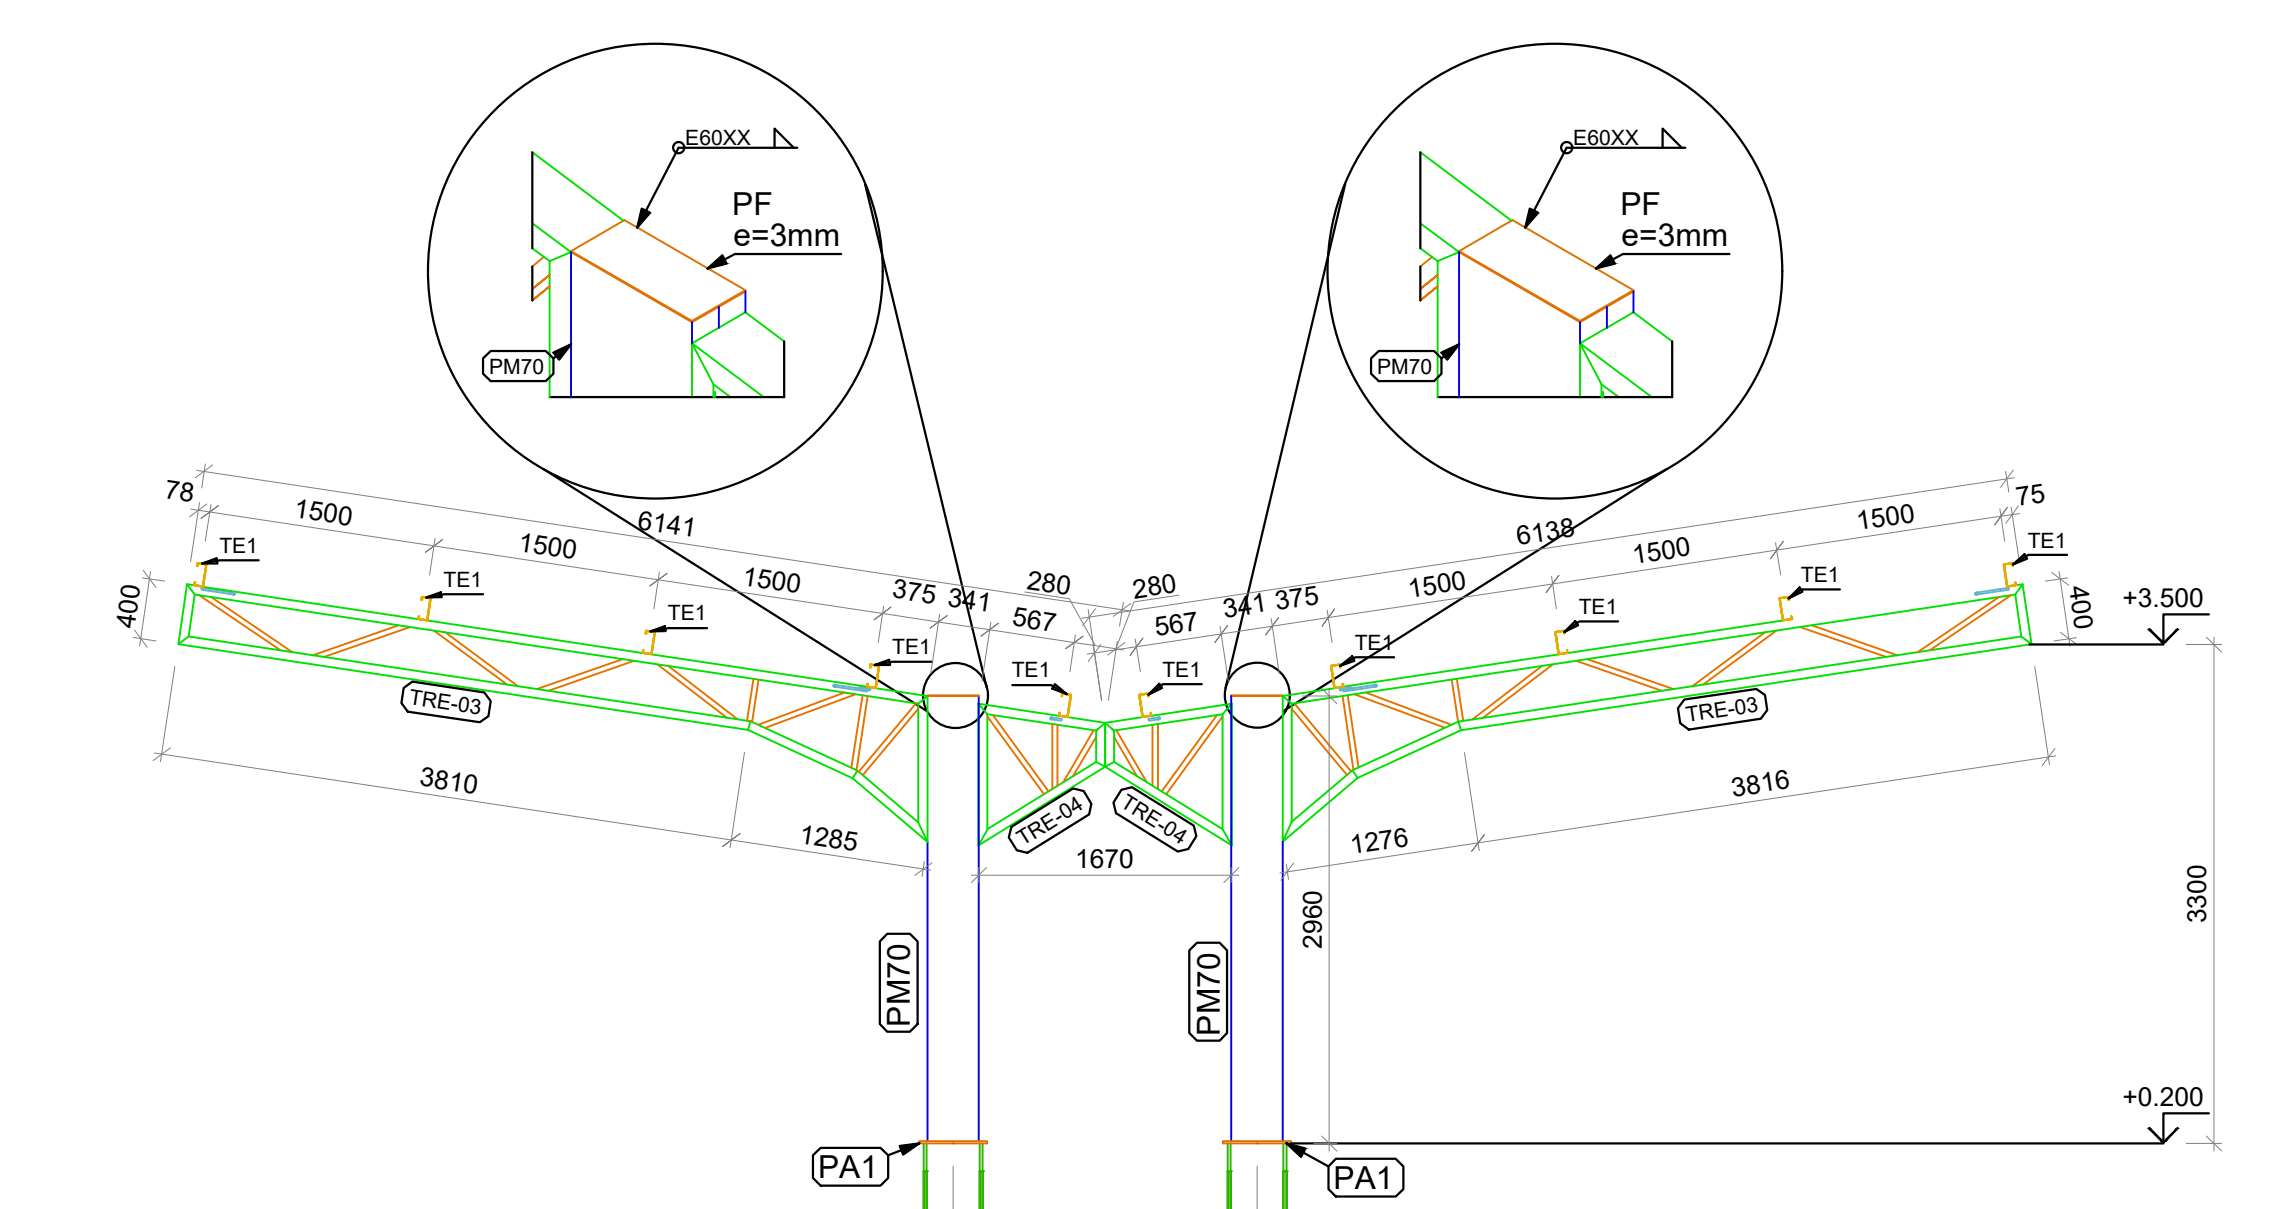 E60XX
PF
e=3mm
PM70
E60XX
PF
e=3mm
PM70
78
1500
6141
1500
1500
375
341
567
280
280
567
341
375
1500
6138
1500
1500
75
400
TE1
TE1
TE1
TE1
TE1
TE1
TE1
TE1
TE1
TE1
400
+3.500
TRE-03
TRE-03
3810
1285
TRE-04
TRE-04
1670
1276
3816
2960
3300
PM70
PM70
+0.200
PA1
PA1